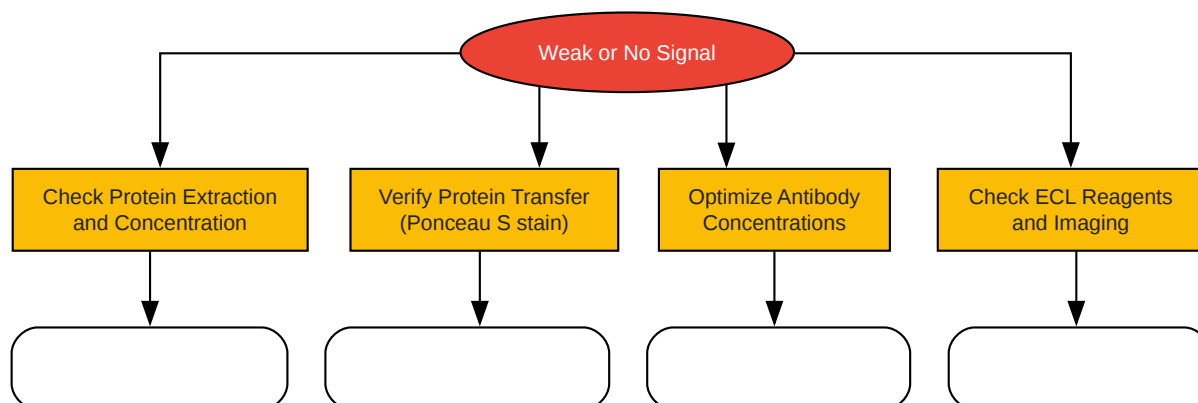 Weak or No Signal
Check Protein Extraction
and Concentration
Verify Protein Transfer
(Ponceau S stain)
Optimize Antibody
Concentrations
Check ECL Reagents
and Imaging